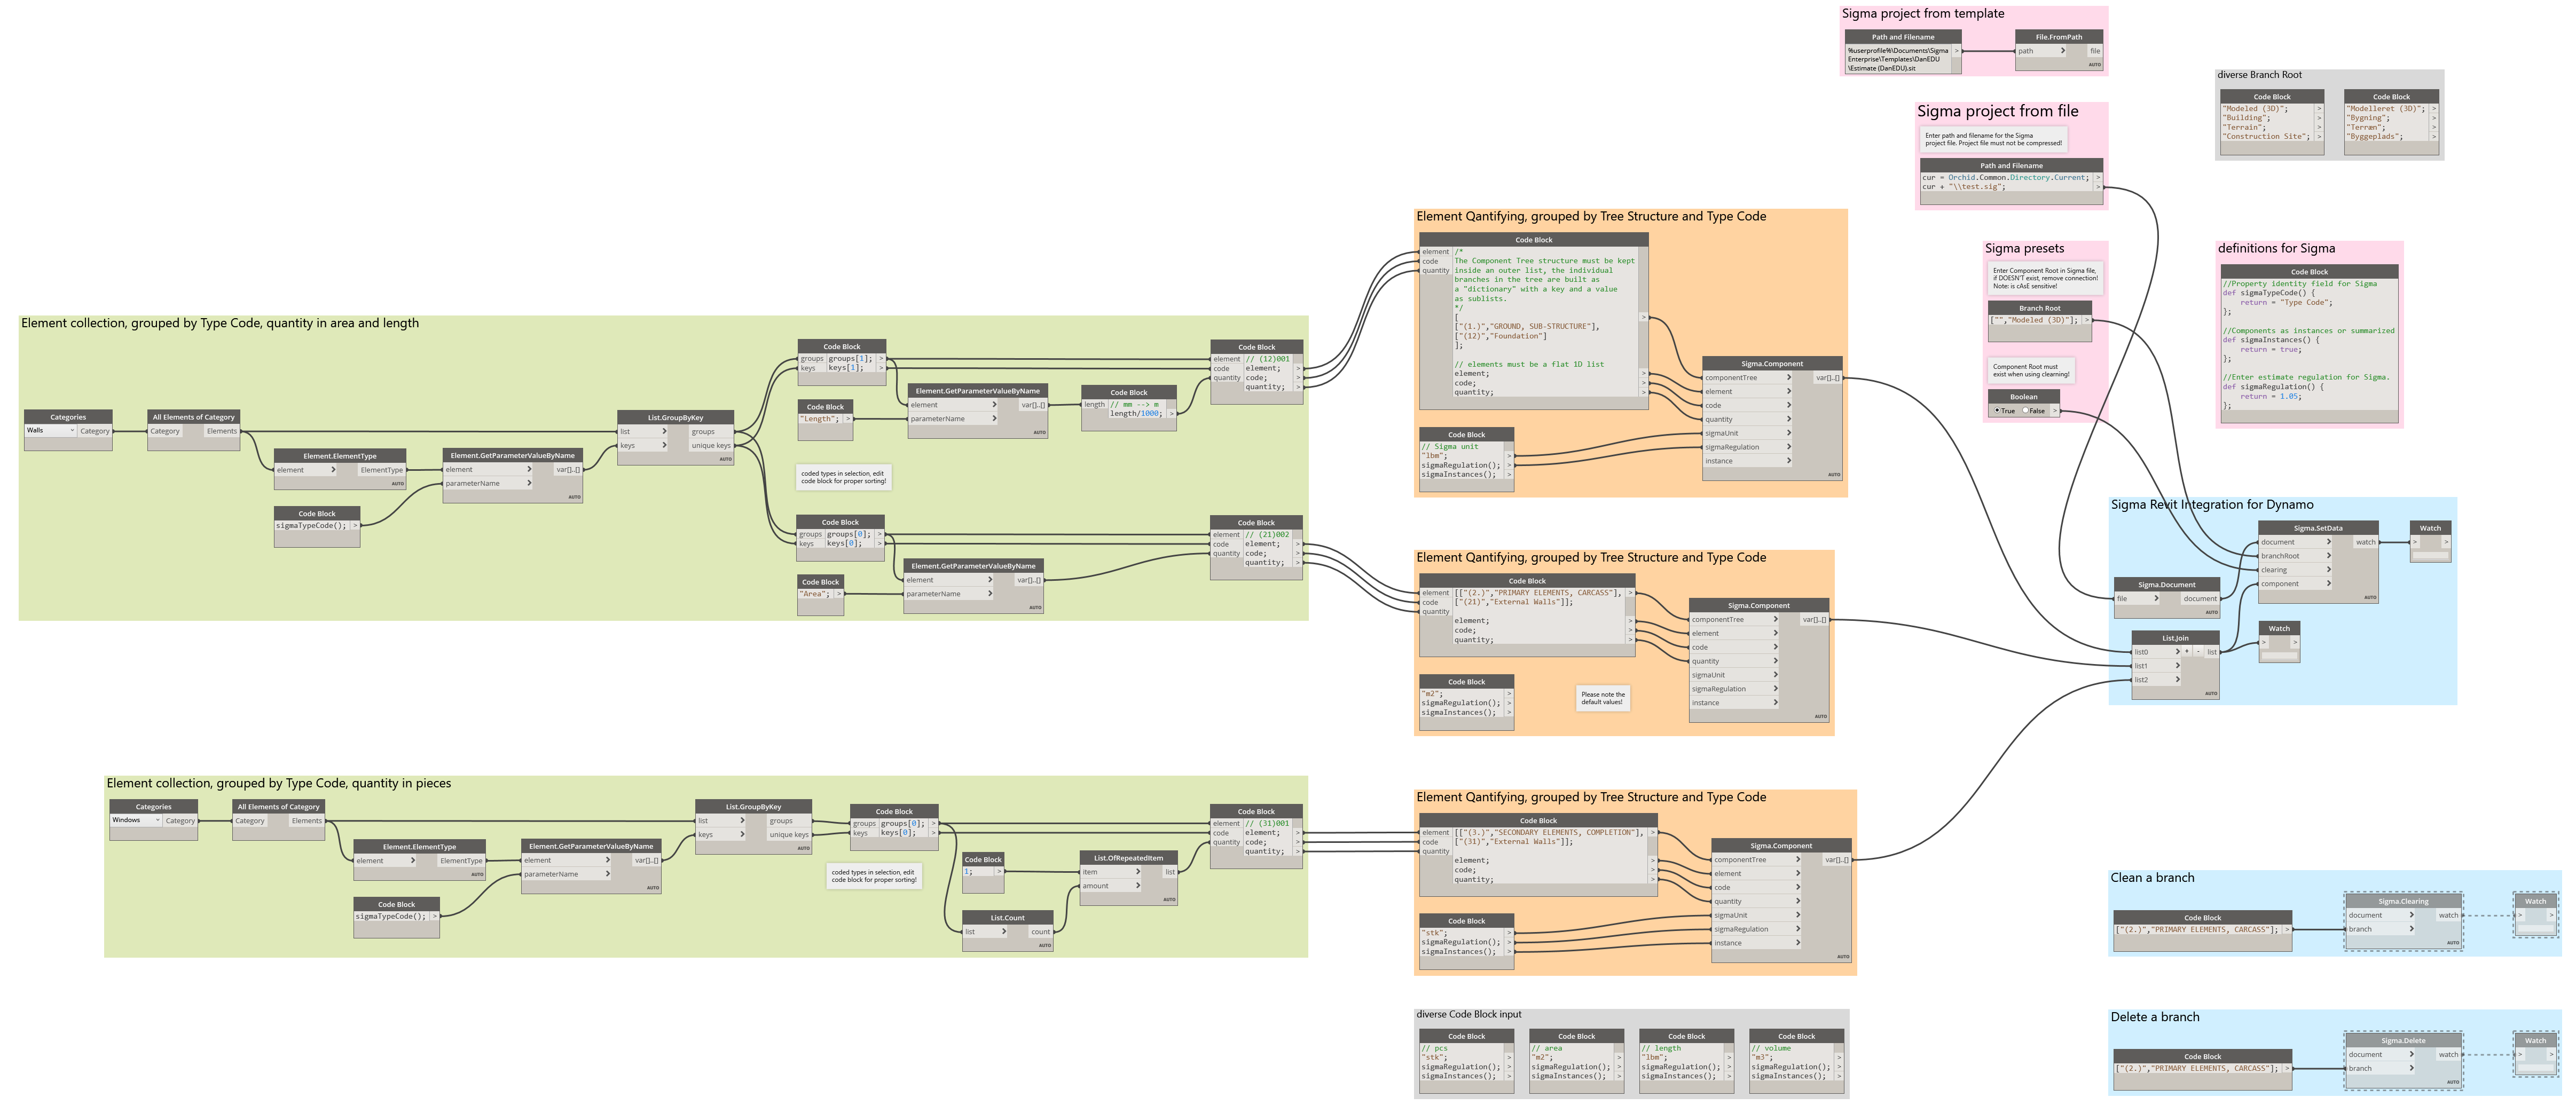 Sigma project from template
Path and Filename
%userprofile%\Documents\Sigma
Enterprise\Templates\DanEDU
\Estimate (DanEDU).sit
>
File.FromPath
path > file
AUTO
diverse Branch Root
Code Block
"Modeled (3D)"; >
"Building"; >
"Terrain"; >
"Construction Site"; >
Code Block
"Modelleret (3D)"; >
"Bygning"; >
"Terræn"; >
"Byggeplads"; >
Sigma project from file
Enter path and filename for the Sigma
project file. Project file must not be compressed!
Path and Filename
cur = Orchid.Common.Directory.Current; >
cur + "\\test.sig"; >
Sigma presets
Enter Component Root in Sigma file,
if DOESN'T exist, remove connection!
Note: is cAsE sensitive!
Branch Root
["","Modeled (3D)"]; >
Component Root must
exist when using clearing!
Boolean
True False >
definitions for Sigma
Code Block
//Property identity field for Sigma
def sigmaTypeCode() {
return = "Type Code";
};
//Components as instances or summarized
def sigmaInstances() {
return = true;
};
//Enter estimate regulation for Sigma.
def sigmaRegulation() {
return = 1.05;
};
Element collection, grouped by Type Code, quantity in area and length
Categories
Walls Category
All Elements of Category
Category Elements
Element.ElementType
element > ElementType
AUTO
Code Block
sigmaTypeCode(); >
Element.GetParameterValueByName
element > var[]..[]
parameterName >
AUTO
List.GroupByKey
list > groups
keys > unique keys
AUTO
Code Block
groups groups[1]; >
keys keys[1]; >
Code Block
"Length"; >
Element.GetParameterValueByName
element > var[]..[]
parameterName >
AUTO
Code Block
length // mm --> m
length/1000; >
Code Block
element // (12)001
code element; >
quantity code; >
quantity; >
coded types in selection, edit
code block for proper sorting!
Code Block
groups groups[0]; >
keys keys[0]; >
Code Block
"Area"; >
Element.GetParameterValueByName
element > var[]..[]
parameterName >
AUTO
Code Block
element // (21)002
code element; >
quantity code; >
quantity; >
Element Qantifying, grouped by Tree Structure and Type Code
Code Block
element /*
code The Component Tree structure must be kept
quantity inside an outer list, the individual
branches in the tree are built as
a "dictionary" with a key and a value
as sublists.
*/
[ >
["(1.)","GROUND, SUB-STRUCTURE"],
["(12)","Foundation"]
];
// elements must be a flat 1D list
element; >
code; >
quantity; >
Code Block
// Sigma unit
"lbm"; >
sigmaRegulation(); >
sigmaInstances(); >
Sigma.Component
componentTree > var[]..[]
element >
code >
quantity >
sigmaUnit >
sigmaRegulation >
instance >
AUTO
Element Qantifying, grouped by Tree Structure and Type Code
Code Block
element [["(2.)","PRIMARY ELEMENTS, CARCASS"], >
code ["(21)","External Walls"]];
quantity
element; >
code; >
quantity; >
Code Block
"m2"; >
sigmaRegulation(); >
sigmaInstances(); >
Please note the
default values!
Sigma.Component
componentTree > var[]..[]
element >
code >
quantity >
sigmaUnit >
sigmaRegulation >
instance >
AUTO
Sigma Revit Integration for Dynamo
Sigma.Document
file > document
AUTO
Sigma.SetData
document > watch
branchRoot >
clearing >
component >
AUTO
Watch
> >
List.Join
list0 > + - list
list1 >
list2 >
AUTO
Watch
> >
Element collection, grouped by Type Code, quantity in pieces
Categories
Windows Category
All Elements of Category
Category Elements
Element.ElementType
element > ElementType
AUTO
Code Block
sigmaTypeCode(); >
Element.GetParameterValueByName
element > var[]..[]
parameterName >
AUTO
List.GroupByKey
list > groups
keys > unique keys
AUTO
Code Block
groups groups[0]; >
keys keys[0]; >
coded types in selection, edit
code block for proper sorting!
Code Block
1; >
List.Count
list > count
AUTO
List.OfRepeatedItem
item > list
amount >
AUTO
Code Block
element // (31)001
code element; >
quantity code; >
quantity; >
Element Qantifying, grouped by Tree Structure and Type Code
Code Block
element [["(3.)","SECONDARY ELEMENTS, COMPLETION"], >
code ["(31)","External Walls"]];
quantity
element; >
code; >
quantity; >
Code Block
"stk"; >
sigmaRegulation(); >
sigmaInstances(); >
Sigma.Component
componentTree > var[]..[]
element >
code >
quantity >
sigmaUnit >
sigmaRegulation >
instance >
AUTO
Clean a branch
Code Block
["(2.)","PRIMARY ELEMENTS, CARCASS"]; >
Sigma.Clearing
document > watch
branch >
AUTO
Watch
> >
diverse Code Block input
Code Block
// pcs
"stk"; >
sigmaRegulation(); >
sigmaInstances(); >
Code Block
// area
"m2"; >
sigmaRegulation(); >
sigmaInstances(); >
Code Block
// length
"lbm"; >
sigmaRegulation(); >
sigmaInstances(); >
Code Block
// volume
"m3"; >
sigmaRegulation(); >
sigmaInstances(); >
Delete a branch
Code Block
["(2.)","PRIMARY ELEMENTS, CARCASS"]; >
Sigma.Delete
document > watch
branch >
AUTO
Watch
> >